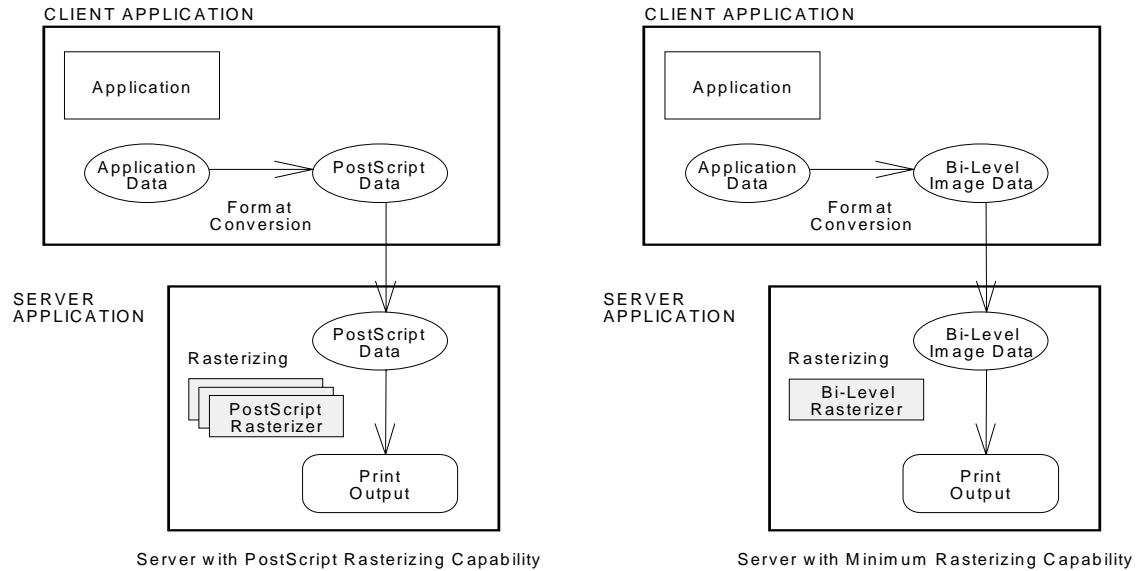 CLIENT APPLICATION
Application
Application
Data
PostScript
Data
Format
Conversion
SERVER
APPLICATION
PostScript
Data
Rasterizing
PostScript
Rasterizer
Print
Output
Server with PostScript Rasterizing Capability
CLIENT APPLICATION
Application
Application
Data
Bi-Level
Image Data
Format
Conversion
SERVER
APPLICATION
Bi-Level
Image Data
Rasterizing
Bi-Level
Rasterizer
Print
Output
Server with Minimum Rasterizing Capability